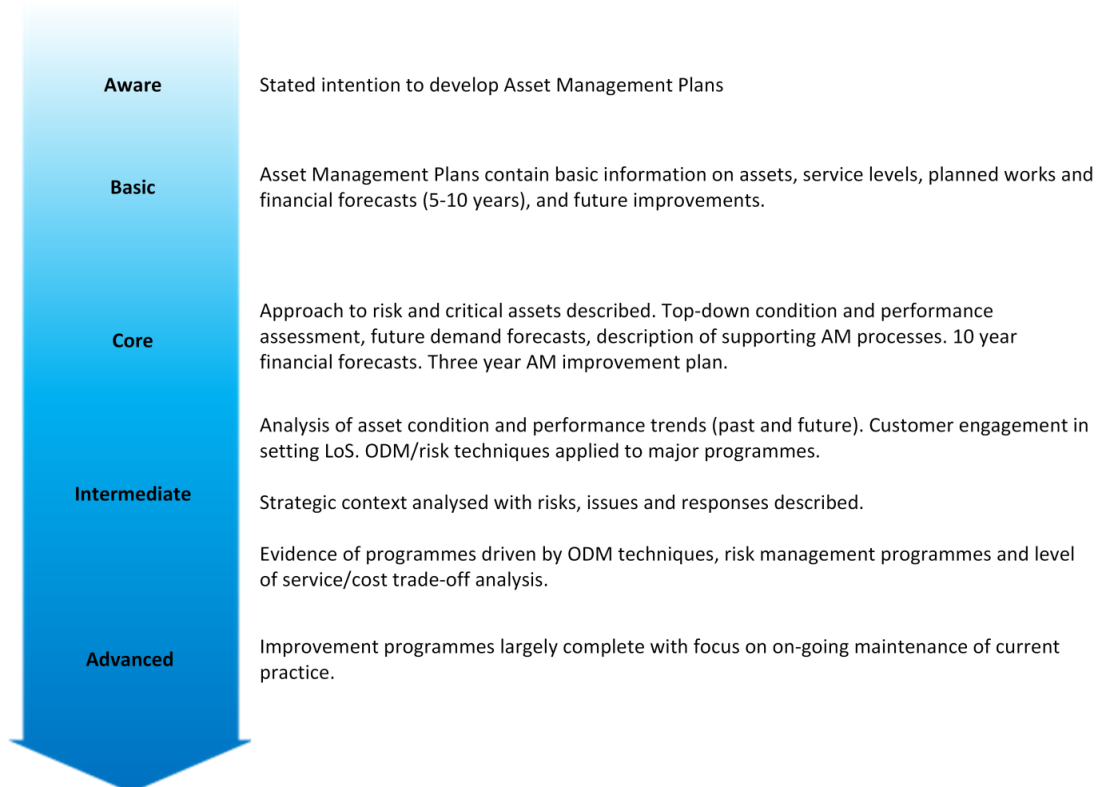 Aware
Stated intention to develop Asset Management Plans
Basic
Asset Management Plans contain basic information on assets, service levels, planned works and
financial forecasts (5-10 years), and future improvements.
Core
Approach to risk and critical assets described. Top-down condition and performance
assessment, future demand forecasts, description of supporting AM processes. 10 year
financial forecasts. Three year AM improvement plan.
Intermediate
Analysis of asset condition and performance trends (past and future). Customer engagement in
setting LoS. ODM/risk techniques applied to major programmes.
Strategic context analysed with risks, issues and responses described.
Evidence of programmes driven by ODM techniques, risk management programmes and level
of service/cost trade-off analysis.
Advanced
Improvement programmes largely complete with focus on on-going maintenance of current
practice.